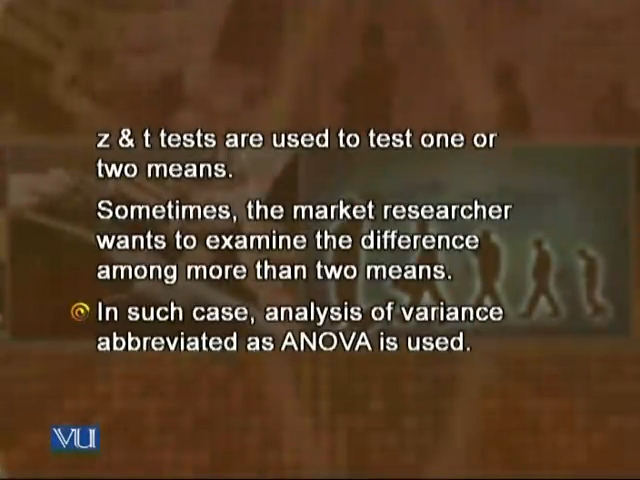 z & t tests are used to test one or
two means.
Sometimes, the market researcher
wants to examine the difference
among more than two means.
In such case, analysis of variance
abbreviated as ANOVA is used.
VU